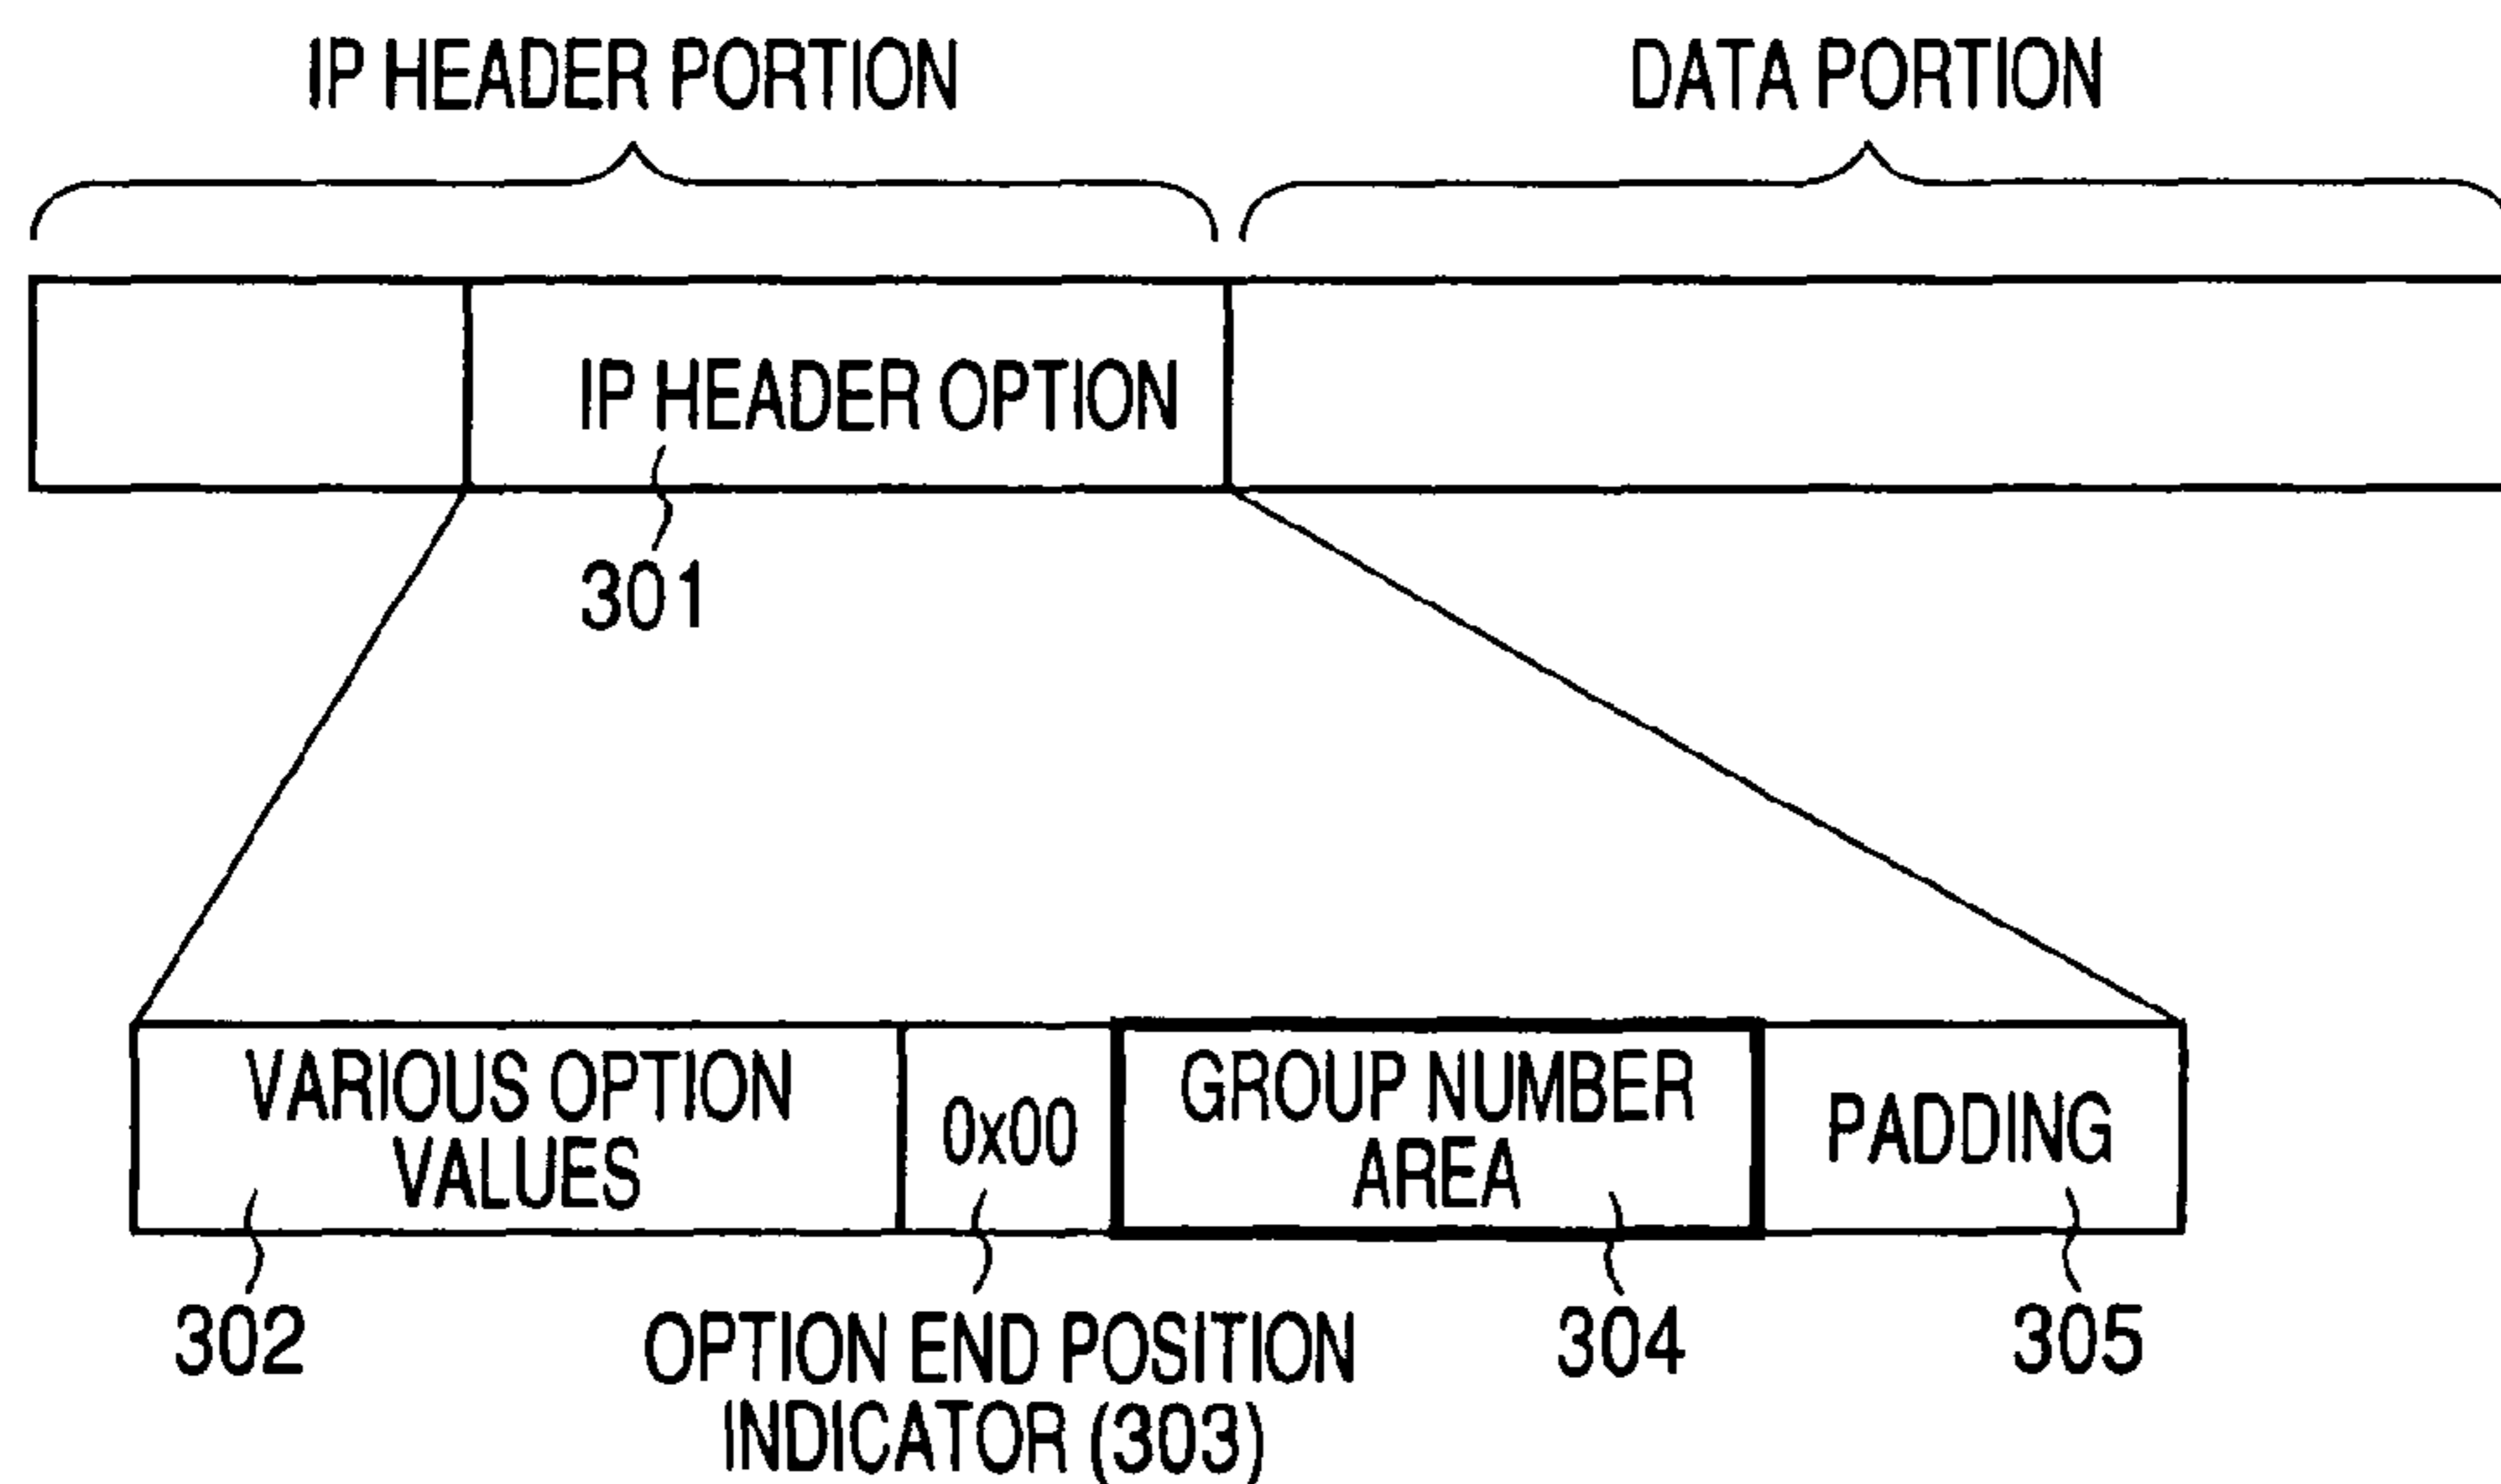 IP HEADER PORTION
DATA PORTION
IP HEADER OPTION
301
VARIOUS OPTION
VALUES
0x00
GROUP NUMBER
AREA
PADDING
302
OPTION END POSITION
INDICATOR (303)
304
305